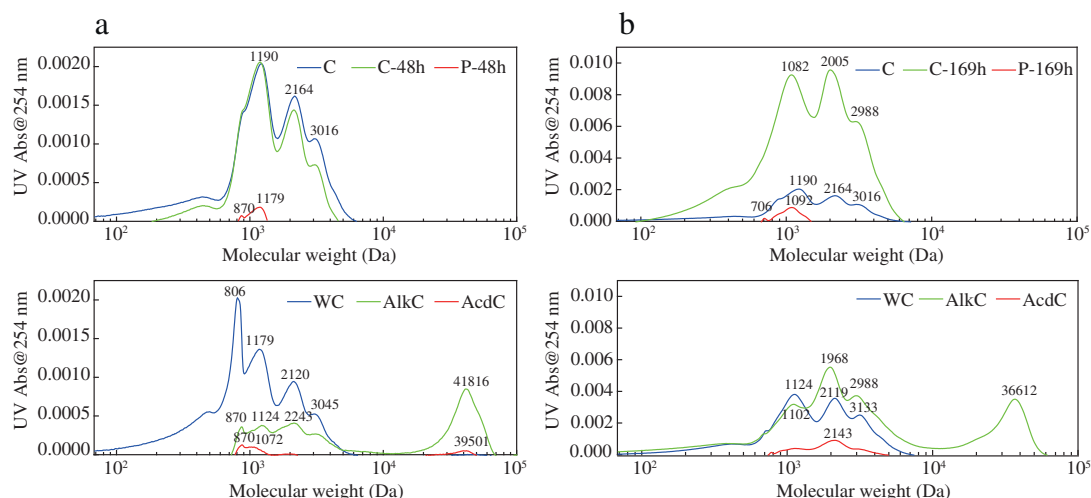 a
UV Abs@254 nm
0.0020
0.0015
0.0010
0.0005
0.0000
C C-48h P-48h
1190
2164
3016
870
1179
10² 10³ 10⁴ 10⁵
Molecular weight (Da)
UV Abs@254 nm
0.0020
0.0015
0.0010
0.0005
0.0000
WC AlkC AcdC
806
1179
2120
3045
870 1124 2243
870 1072
41816
39501
10² 10³ 10⁴ 10⁵
Molecular weight (Da)
b
UV Abs@254 nm
0.010
0.008
0.006
0.004
0.002
0.000
C C-169h P-169h
1082 2005
2988
1190
2164
3016
706 1092
10² 10³ 10⁴ 10⁵
Molecular weight (Da)
UV Abs@254 nm
0.010
0.008
0.006
0.004
0.002
0.000
WC AlkC AcdC
1968
1124
2988
2119
1102
3133
2143
36612
10² 10³ 10⁴ 10⁵
Molecular weight (Da)